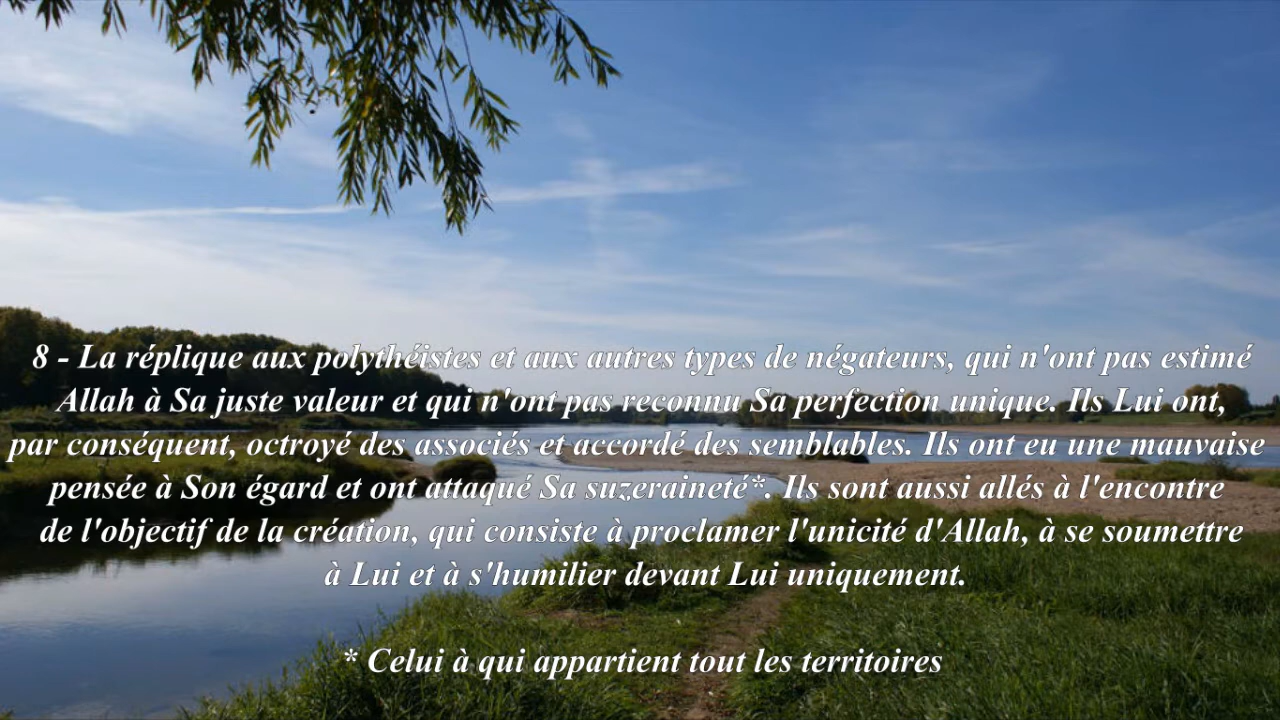 8 - La réplique aux polythéistes et aux autres types de négateurs, qui n'ont pas estimé
Allah à Sa juste valeur et qui n'ont pas reconnu Sa perfection unique. Ils Lui ont,
par conséquent, octroyé des associés et accordé des semblables. Ils ont eu une mauvaise
pensée à Son égard et ont attaqué Sa suzeraineté*. Ils sont aussi allés à l'encontre
de l'objectif de la création, qui consiste à proclamer l'unicité d'Allah, à se soumettre
à Lui et à s'humilier devant Lui uniquement.
* Celui à qui appartient tout les territoires